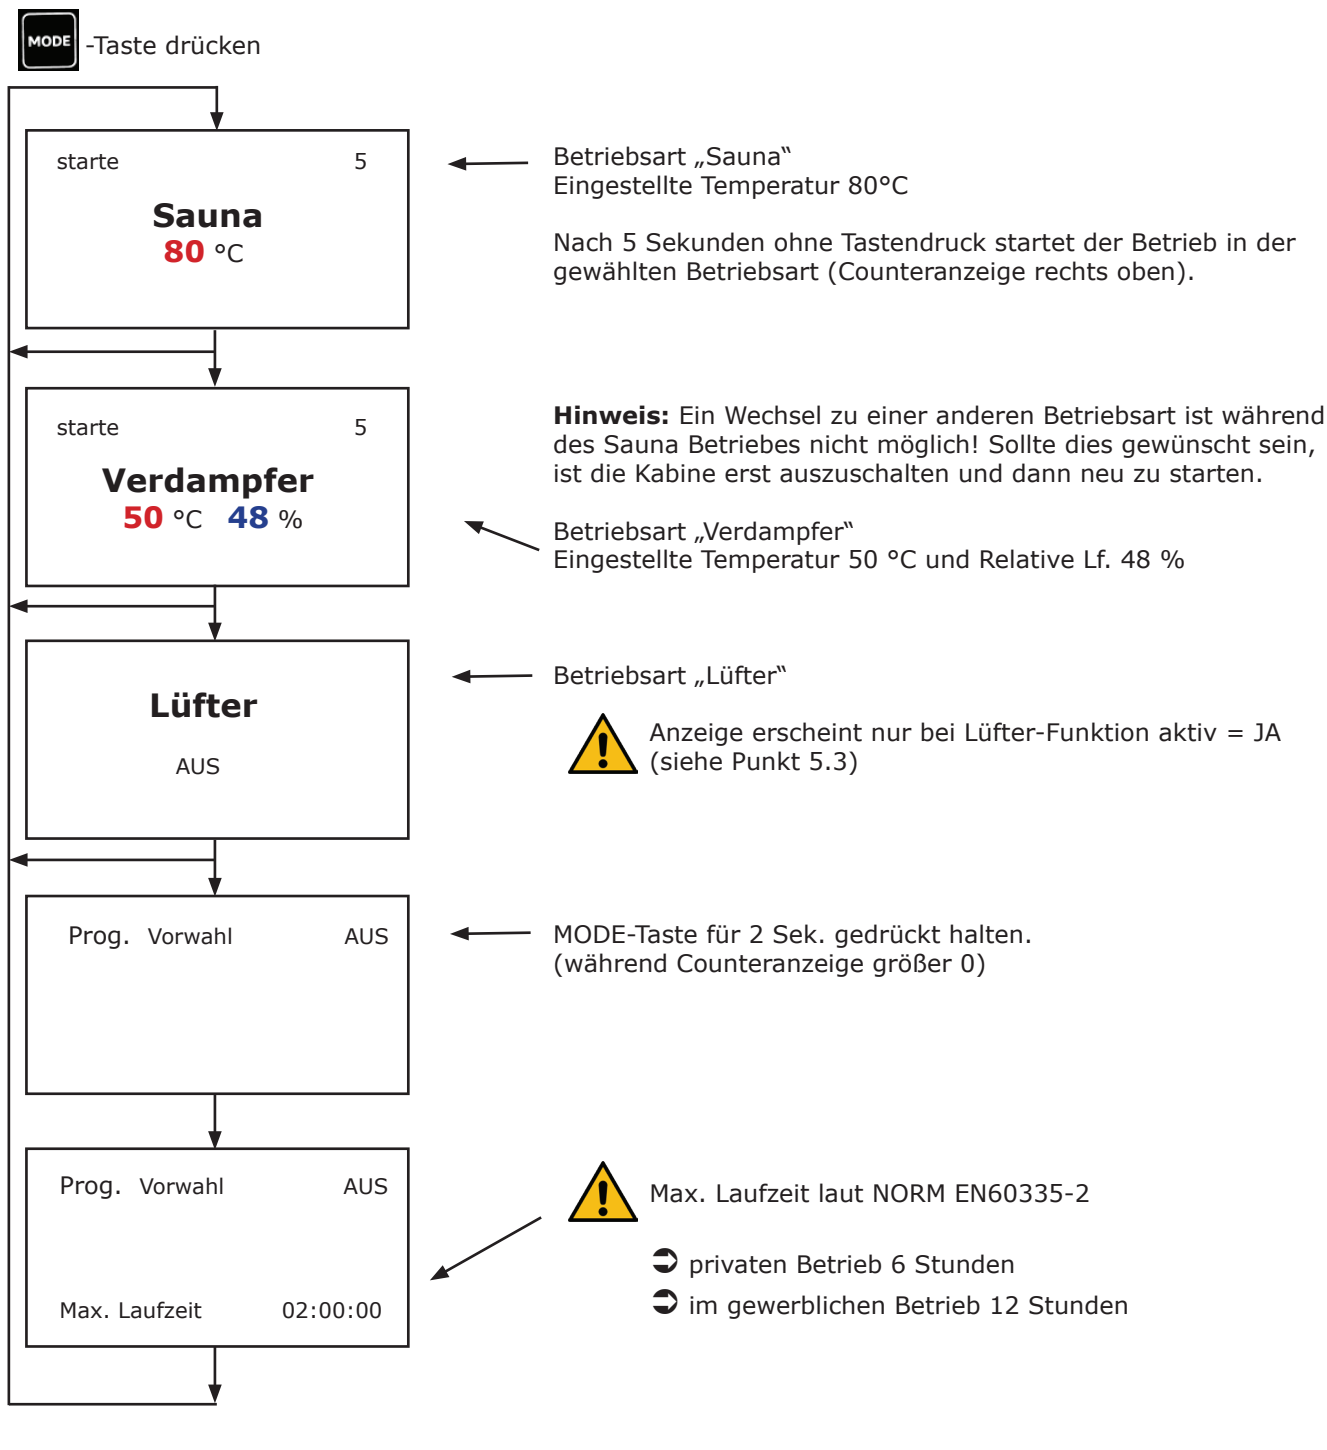 MODE -Taste drücken
starte 5
Sauna
80 °C
Betriebsart „Sauna“
Eingestellte Temperatur 80°C
Nach 5 Sekunden ohne Tastendruck startet der Betrieb in der
gewählten Betriebsart (Counteranzeige rechts oben).
starte 5
Verdampfer
50 °C 48 %
Hinweis: Ein Wechsel zu einer anderen Betriebsart ist während
des Sauna Betriebes nicht möglich! Sollte dies gewünscht sein,
ist die Kabine erst auszuschalten und dann neu zu starten.
Betriebsart „Verdampfer“
Eingestellte Temperatur 50 °C und Relative Lf. 48 %
Lüfter
AUS
Betriebsart „Lüfter“
Anzeige erscheint nur bei Lüfter-Funktion aktiv = JA
(siehe Punkt 5.3)
Prog. Vorwahl AUS
MODE-Taste für 2 Sek. gedrückt halten.
(während Counteranzeige größer 0)
Prog. Vorwahl AUS
Max. Laufzeit 02:00:00
Max. Laufzeit laut NORM EN60335-2
➲ privaten Betrieb 6 Stunden
➲ im gewerblichen Betrieb 12 Stunden